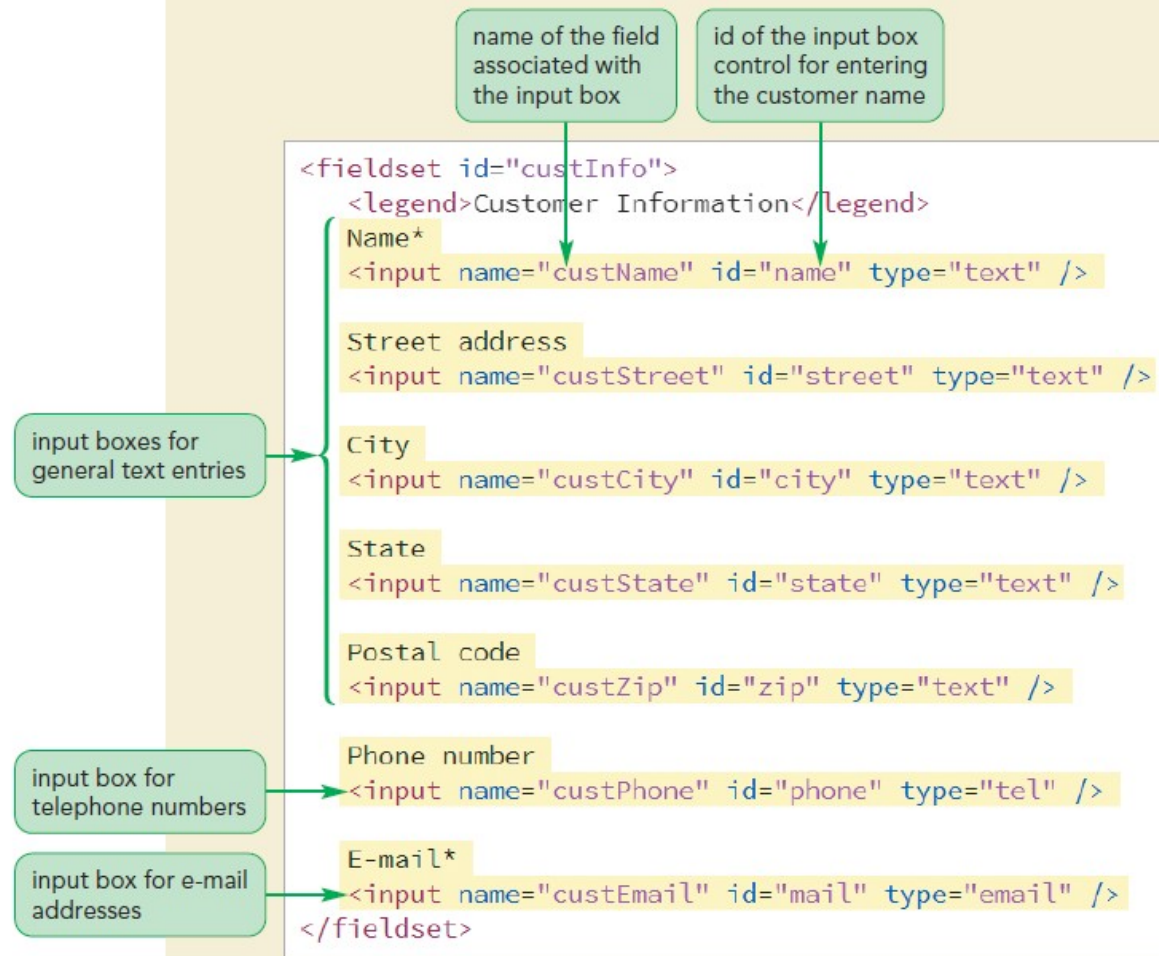 name of the field
associated with
the input box
id of the input box
control for entering
the customer name
<fieldset id="custInfo">
<legend>Customer Information</legend>
Name*
<input name="custName" id="name" type="text" />
Street address
<input name="custStreet" id="street" type="text" />
input boxes for
general text entries
City
<input name="custCity" id="city" type="text" />
State
<input name="custState" id="state" type="text" />
Postal code
<input name="custZip" id="zip" type="text" />
input box for
telephone numbers
Phone number
<input name="custPhone" id="phone" type="tel" />
input box for e-mail
addresses
E-mail*
<input name="custEmail" id="mail" type="email" />
</fieldset>